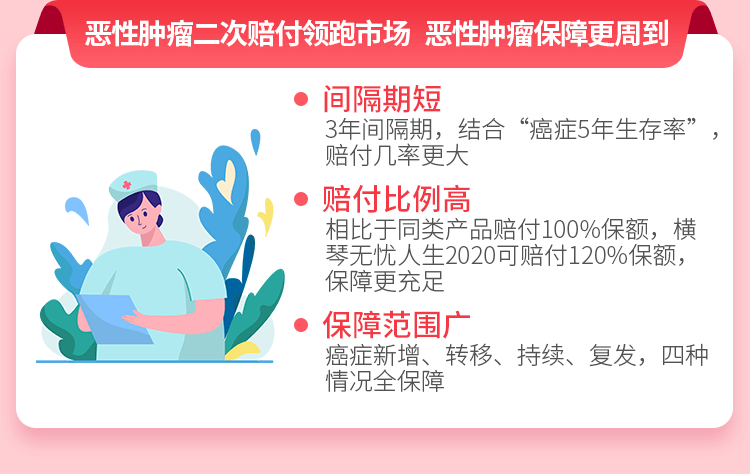 恶性肿瘤二次赔付领跑市场 恶性肿瘤保障更周到
间隔期短
3年间隔期，结合“癌症5年生存率”，
赔付几率更大
赔付比例高
相比于同类产品赔付100%保额，横
琴无忧人生2020可赔付120%保额，
保障更充足
保障范围广
癌症新增、转移、持续、复发，四种
情况全保障